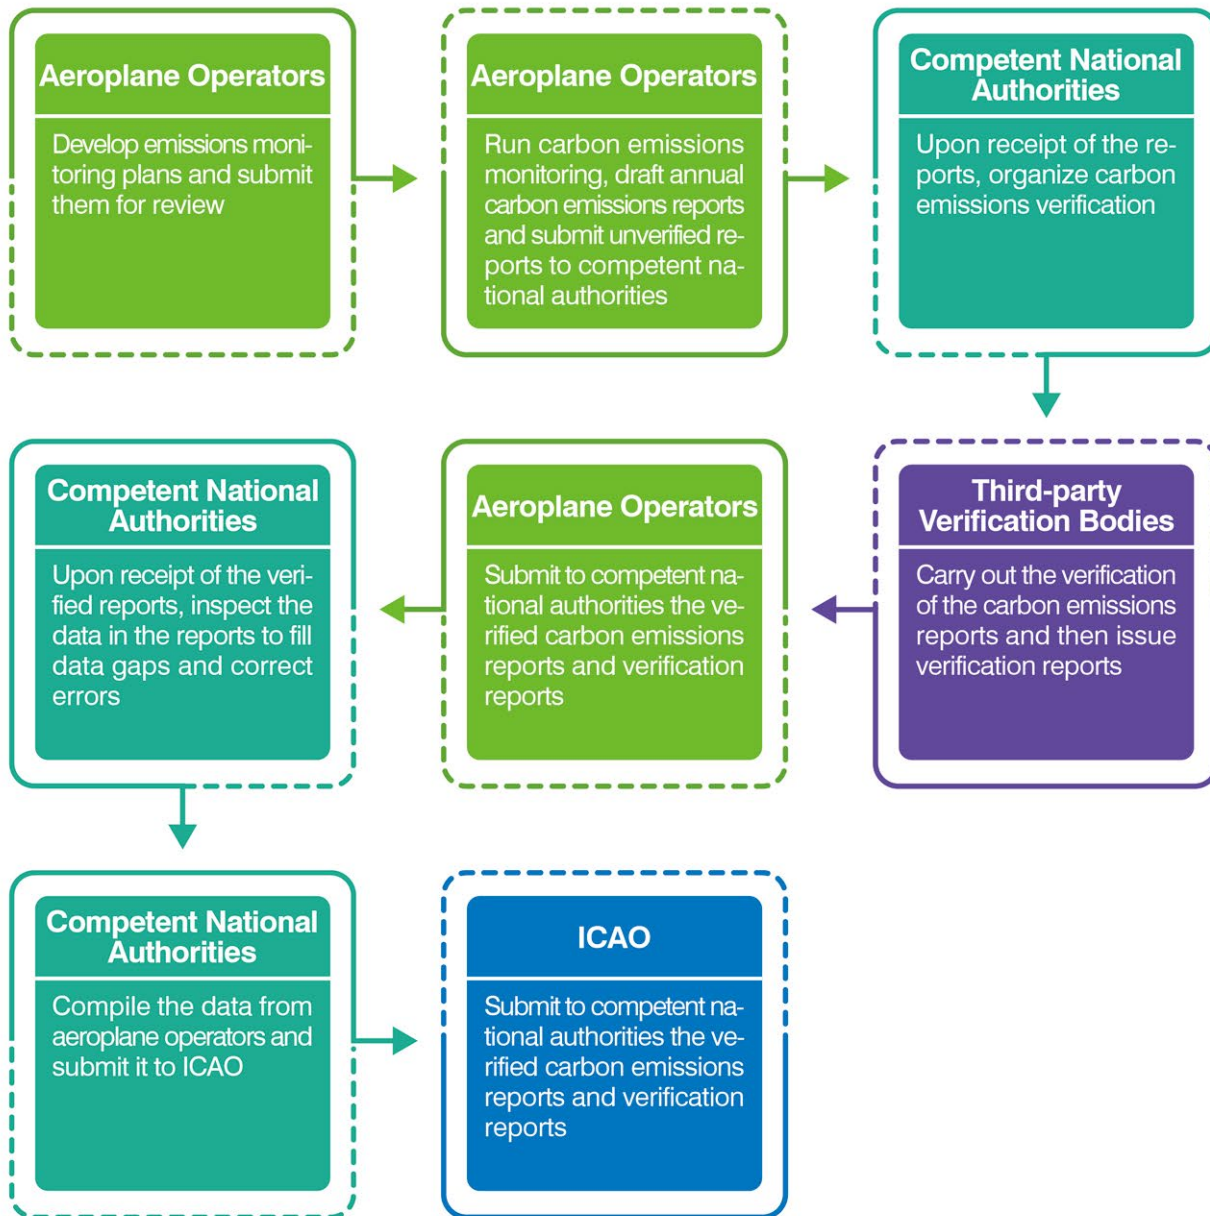 Aeroplane Operators
Develop emissions moni-
toring plans and submit
them for review
Aeroplane Operators
Run carbon emissions
monitoring, draft annual
carbon emissions reports
and submit unverified re-
ports to competent na-
tional authorities
Competent National
Authorities
Upon receipt of the re-
ports, organize carbon
emissions verification
Third-party
Verification Bodies
Carry out the verification
of the carbon emissions
reports and then issue
verification reports
Aeroplane Operators
Submit to competent na-
tional authorities the ve-
rified carbon emissions
reports and verification
reports
Competent National
Authorities
Upon receipt of the veri-
fied reports, inspect the
data in the reports to fill
data gaps and correct
errors
Competent National
Authorities
Compile the data from
aeroplane operators and
submit it to ICAO
ICAO
Submit to competent na-
tional authorities the ve-
rified carbon emissions
reports and verification
reports